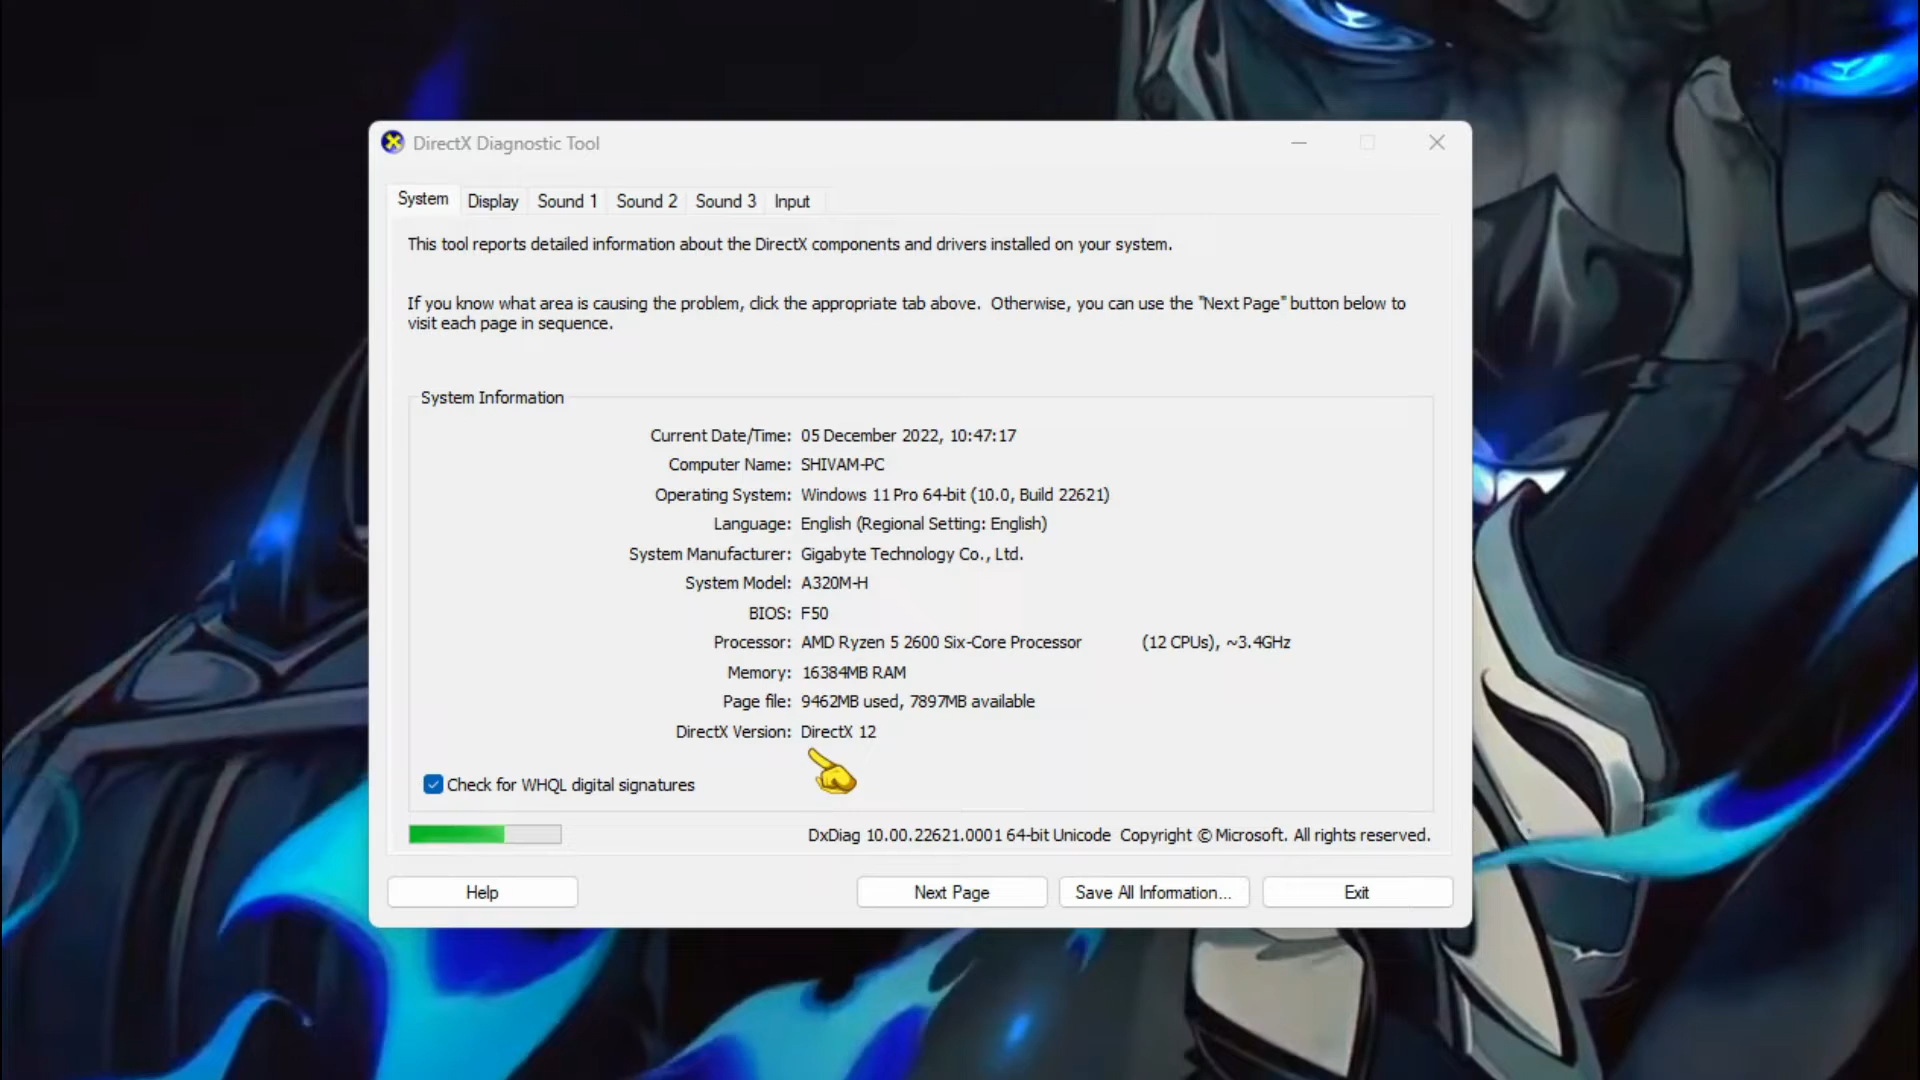 DirectX Diagnostic Tool
System Display Sound 1 Sound 2 Sound 3 Input
This tool reports detailed information about the DirectX components and drivers installed on your system.
If you know what area is causing the problem, click the appropriate tab above. Otherwise, you can use the "Next Page" button below to
visit each page in sequence.
System Information
Current Date/Time: 05 December 2022, 10:47:17
Computer Name: SHIVAM-PC
Operating System: Windows 11 Pro 64-bit (10.0, Build 22621)
Language: English (Regional Setting: English)
System Manufacturer: Gigabyte Technology Co., Ltd.
System Model: A320M-H
BIOS: F50
Processor: AMD Ryzen 5 2600 Six-Core Processor (12 CPUs), ~3.4GHz
Memory: 16384MB RAM
Page file: 9462MB used, 7897MB available
DirectX Version: DirectX 12
Check for WHQL digital signatures
DxDiag 10.00.22621.0001 64-bit Unicode Copyright © Microsoft. All rights reserved.
Help Next Page Save All Information... Exit